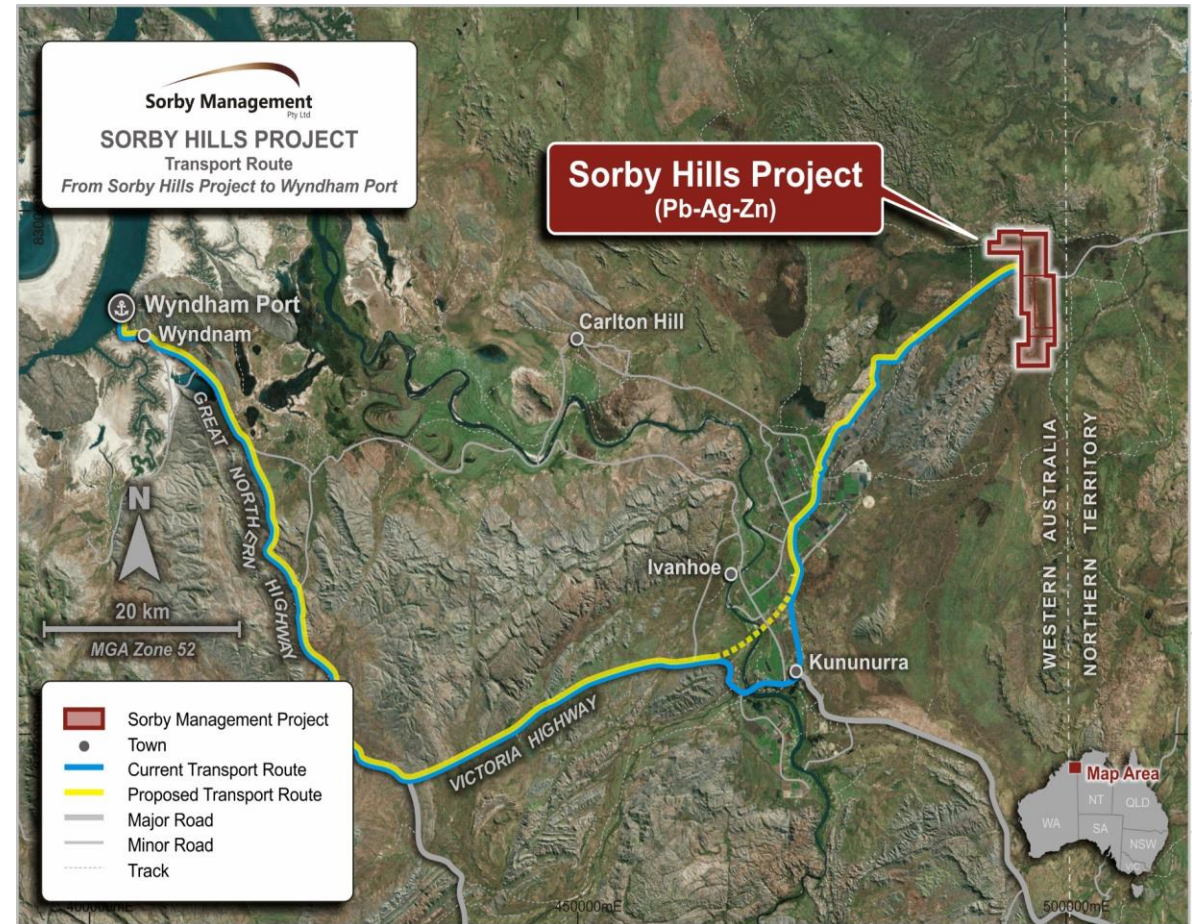 Sorby Management
Pty Ltd
SORBY HILLS PROJECT
Transport Route
From Sorby Hills Project to Wyndham Port
Sorby Hills Project
(Pb-Ag-Zn)
Wyndham Port
Wyndnam
Carlton Hill
GREAT NORTHERN HIGHWAY
N
20 km
MGA Zone 52
Ivanhoe
Kununurra
VICTORIA HIGHWAY
WESTERN AUSTRALIA
NORTHERN TERRITORY
Sorby Management Project
Town
Current Transport Route
Proposed Transport Route
Major Road
Minor Road
Track
Map Area
WA
NT
QLD
SA
NSW
VIC
400000mE
450000mE
500000mE